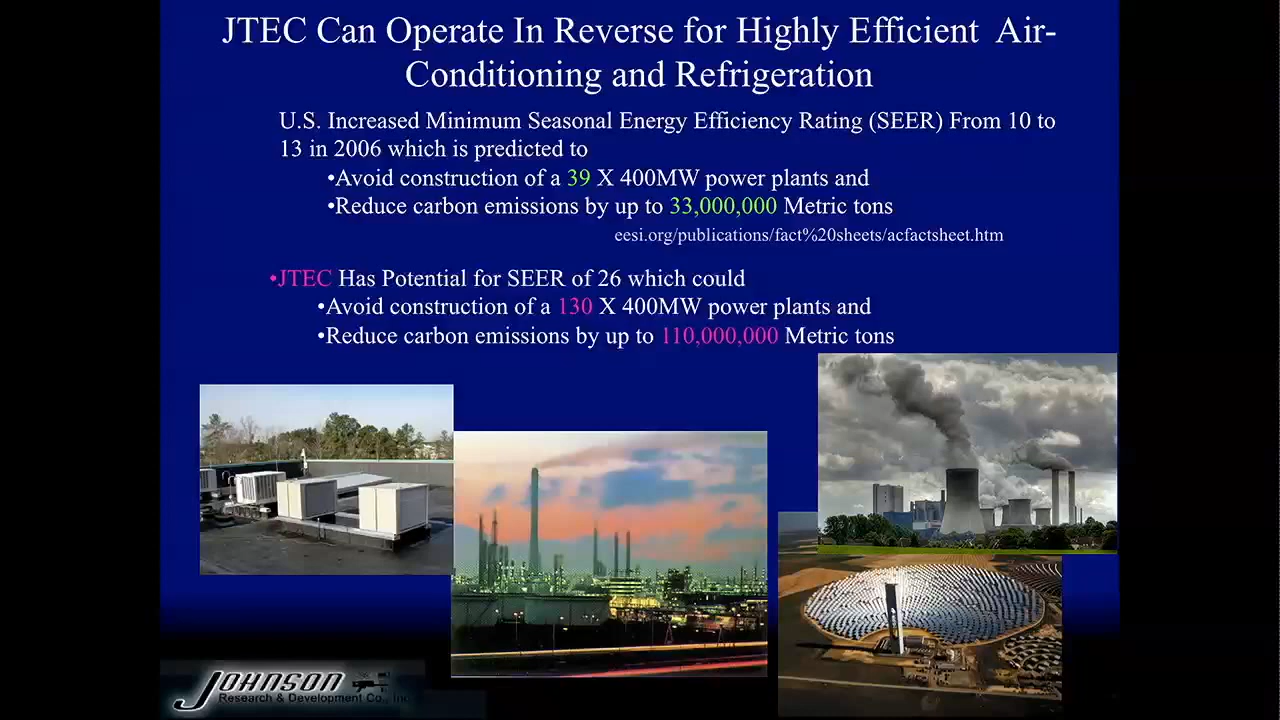 JTEC Can Operate In Reverse for Highly Efficient Air-
Conditioning and Refrigeration
U.S. Increased Minimum Seasonal Energy Efficiency Rating (SEER) From 10 to
13 in 2006 which is predicted to
•Avoid construction of a 39 X 400MW power plants and
•Reduce carbon emissions by up to 33,000,000 Metric tons
eesi.org/publications/fact%20sheets/acfactsheet.htm
•JTEC Has Potential for SEER of 26 which could
•Avoid construction of a 130 X 400MW power plants and
•Reduce carbon emissions by up to 110,000,000 Metric tons
JOHNSON
Research & Development Co., Inc